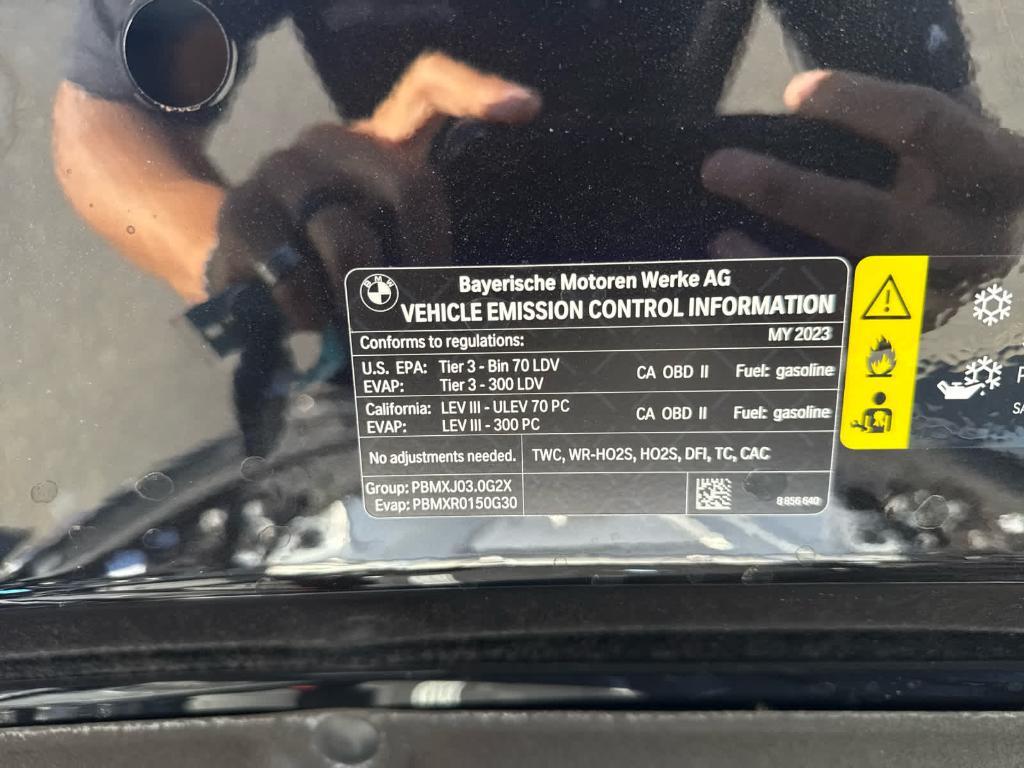 BMW
Bayerische Motoren Werke AG
VEHICLE EMISSION CONTROL INFORMATION
Conforms to regulations: MY 2023
U.S. EPA: Tier 3 - Bin 70 LDV CA OBD II Fuel: gasoline
EVAP: Tier 3 - 300 LDV
California: LEV III - ULEV 70 PC CA OBD II Fuel: gasoline
EVAP: LEV III - 300 PC
No adjustments needed. TWC, WR-HO2S, HO2S, DFI, TC, CAC
Group: PBMXJ03.0G2X
Evap: PBMXR0150G30
8 856 640